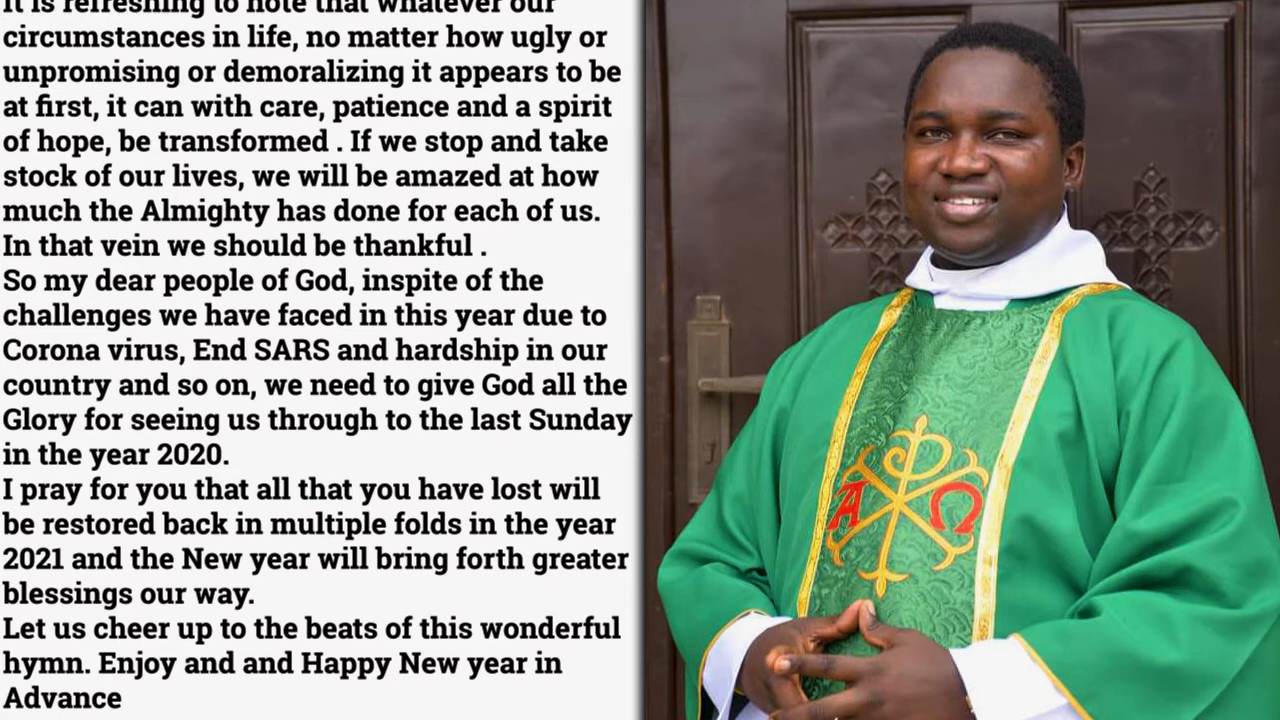 It is refreshing to note that whatever our
circumstances in life, no matter how ugly or
unpromising or demoralizing it appears to be
at first, it can with care, patience and a spirit
of hope, be transformed . If we stop and take
stock of our lives, we will be amazed at how
much the Almighty has done for each of us.
In that vein we should be thankful .
So my dear people of God, inspite of the
challenges we have faced in this year due to
Corona virus, End SARS and hardship in our
country and so on, we need to give God all the
Glory for seeing us through to the last Sunday
in the year 2020.
I pray for you that all that you have lost will
be restored back in multiple folds in the year
2021 and the New year will bring forth greater
blessings our way.
Let us cheer up to the beats of this wonderful
hymn. Enjoy and and Happy New year in
Advance
Α Ω